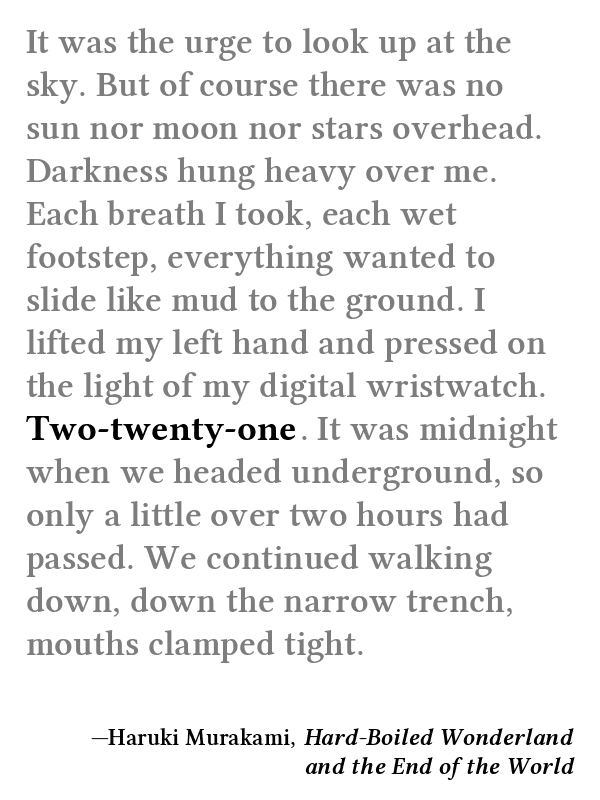 It was the urge to look up at the
sky. But of course there was no
sun nor moon nor stars overhead.
Darkness hung heavy over me.
Each breath I took, each wet
footstep, everything wanted to
slide like mud to the ground. I
lifted my left hand and pressed on
the light of my digital wristwatch.
Two-twenty-one. It was midnight
when we headed underground, so
only a little over two hours had
passed. We continued walking
down, down the narrow trench,
mouths clamped tight.
—Haruki Murakami, Hard-Boiled Wonderland
and the End of the World